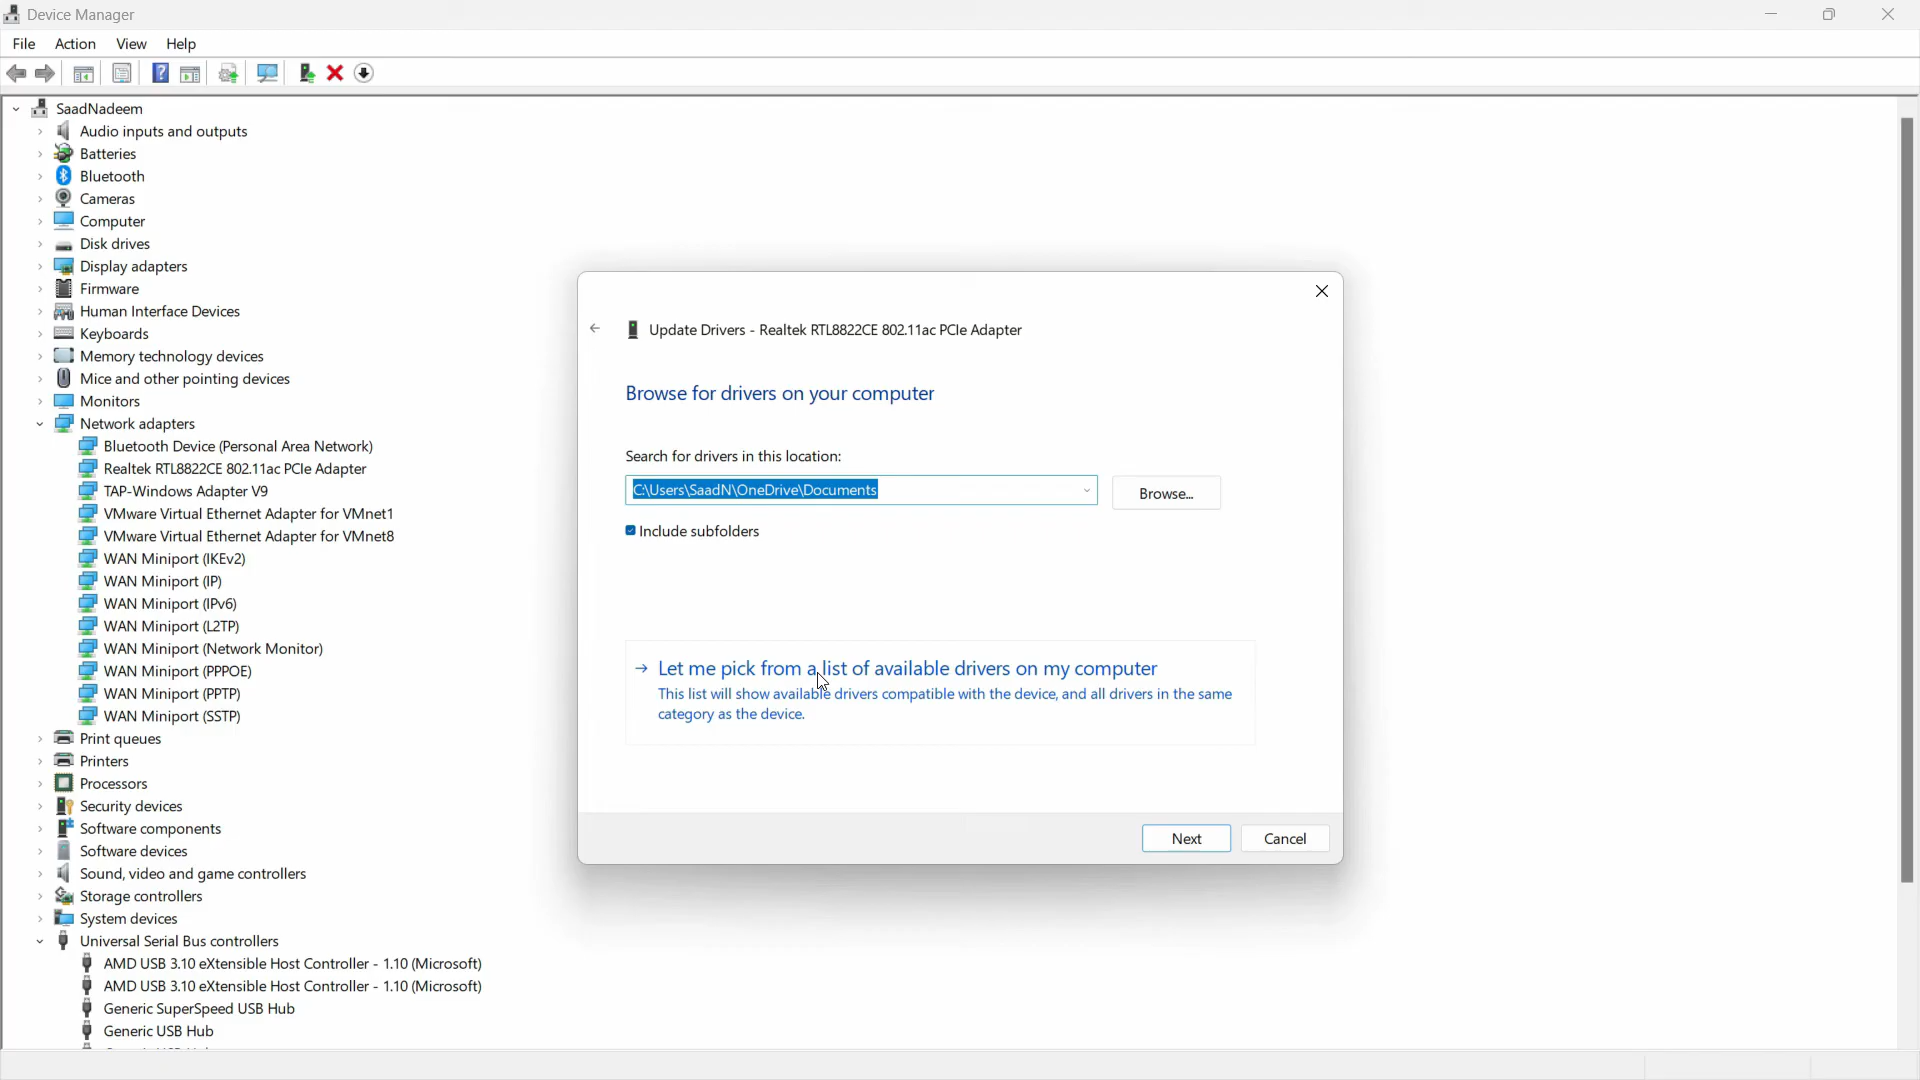 Device Manager
File Action View Help
SaadNadeem
Audio inputs and outputs
Batteries
Bluetooth
Cameras
Computer
Disk drives
Display adapters
Firmware
Human Interface Devices
Keyboards
Memory technology devices
Mice and other pointing devices
Monitors
Network adapters
Bluetooth Device (Personal Area Network)
Realtek RTL8822CE 802.11ac PCIe Adapter
TAP-Windows Adapter V9
VMware Virtual Ethernet Adapter for VMnet1
VMware Virtual Ethernet Adapter for VMnet8
WAN Miniport (IKEv2)
WAN Miniport (IP)
WAN Miniport (IPv6)
WAN Miniport (L2TP)
WAN Miniport (Network Monitor)
WAN Miniport (PPPOE)
WAN Miniport (PPTP)
WAN Miniport (SSTP)
Print queues
Printers
Processors
Security devices
Software components
Software devices
Sound, video and game controllers
Storage controllers
System devices
Universal Serial Bus controllers
AMD USB 3.10 eXtensible Host Controller - 1.10 (Microsoft)
AMD USB 3.10 eXtensible Host Controller - 1.10 (Microsoft)
Generic SuperSpeed USB Hub
Generic USB Hub
Update Drivers - Realtek RTL8822CE 802.11ac PCIe Adapter
Browse for drivers on your computer
Search for drivers in this location:
C:\Users\SaadN\OneDrive\Documents
Browse...
Include subfolders
Let me pick from a list of available drivers on my computer
This list will show available drivers compatible with the device, and all drivers in the same
category as the device.
Next Cancel